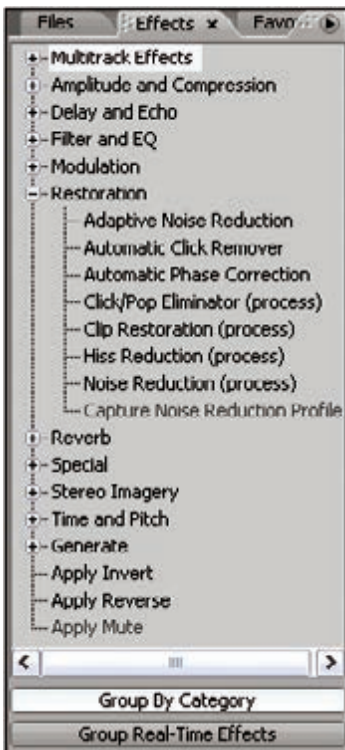 Files Effects x Favo
Multitrack Effects
Amplitude and Compression
Delay and Echo
Filter and EQ
Modulation
Restoration
Adaptive Noise Reduction
Automatic Click Remover
Automatic Phase Correction
Click/Pop Eliminator (process)
Clip Restoration (process)
Hiss Reduction (process)
Noise Reduction (process)
Capture Noise Reduction Profile
Reverb
Special
Stereo Imagery
Time and Pitch
Generate
Apply Invert
Apply Reverse
Apply Mute
Group By Category
Group Real-Time Effects